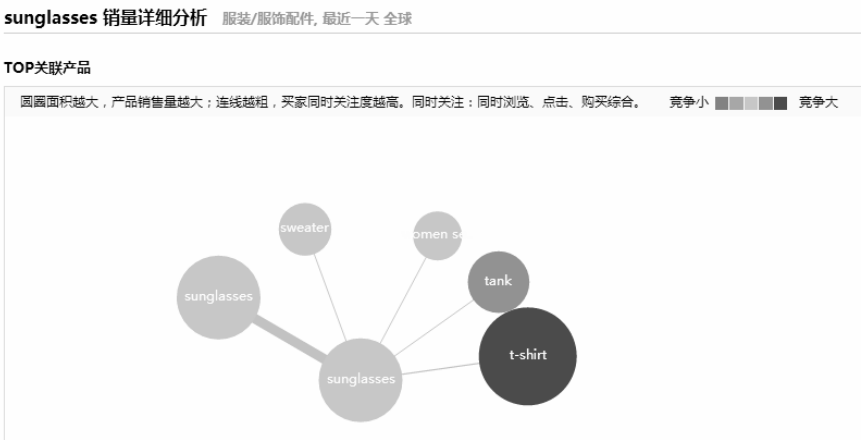 sunglasses 销量详细分析 服装/服饰配件, 最近一天 全球
TOP关联产品
圆圈面积越大，产品销售量越大；连线越粗，买家同时关注度越高。同时关注：同时浏览、点击、购买综合。 竞争小 竞争大
sweater
omen sc
tank
sunglasses
t-shirt
sunglasses